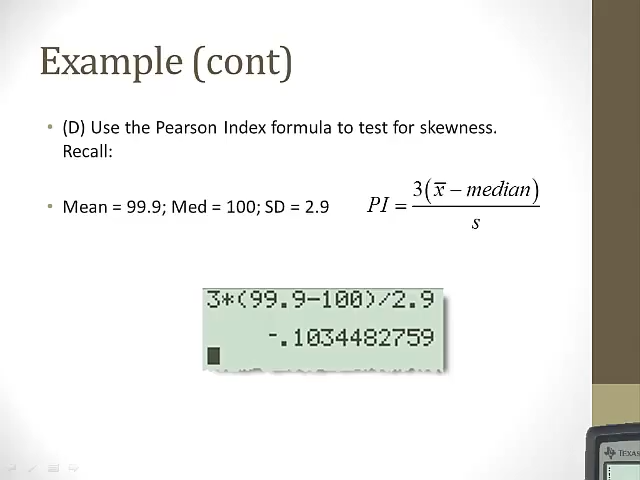 Example (cont)
• (D) Use the Pearson Index formula to test for skewness.
Recall:
• Mean = 99.9; Med = 100; SD = 2.9
PI = 3(x̅ − median) / s
3*(99.9-100)/2.9
-.1034482759
TEXAS